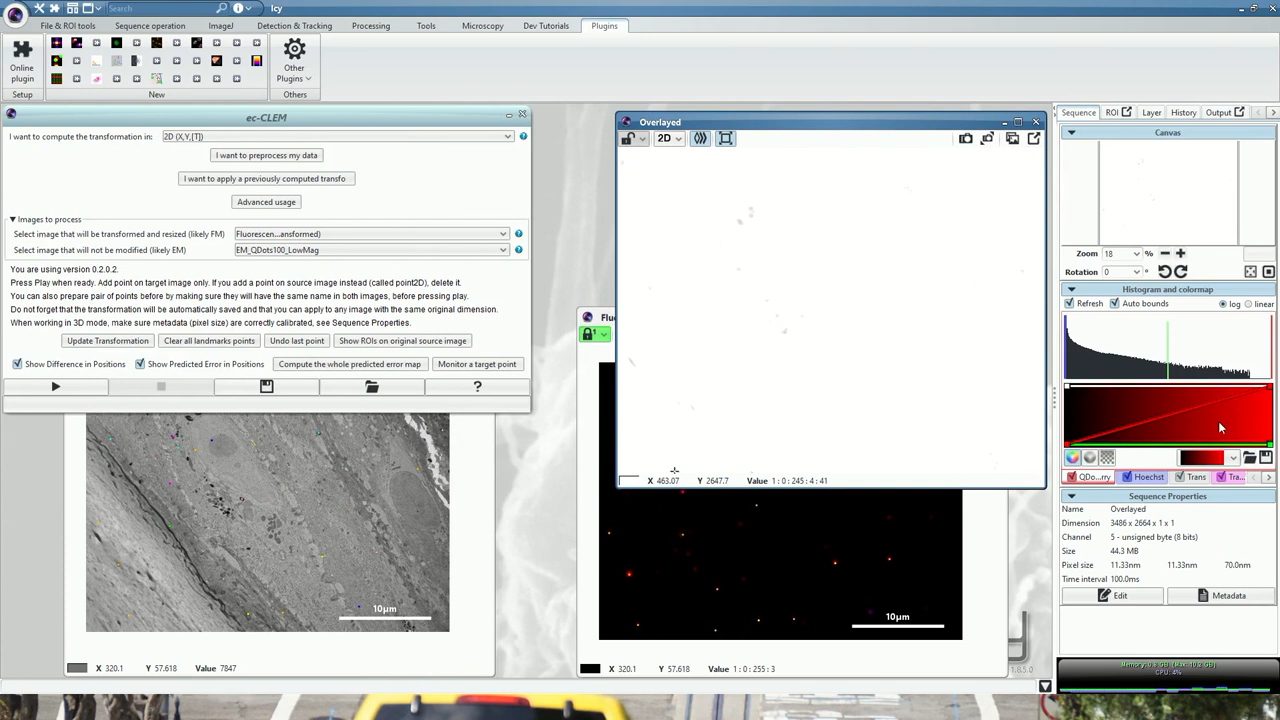 Search
Icy
File & ROI tools Sequence operation ImageJ Detection & Tracking Processing Tools Microscopy Dev Tutorials Plugins
Online
plugin
Other
Plugins
Setup New Others
ec-CLEM
I want to compute the transformation in: 2D (X,Y,[T])
I want to preprocess my data
I want to apply a previously computed transfo
Advanced usage
Images to process
Select image that will be transformed and resized (likely FM) Fluorescen...ansformed)
Select image that will not be modified (likely EM) EM_QDots100_LowMag
You are using version 0.2.0.2.
Press Play when ready. Add point on target image only. If you add a point on source image instead (called point2D), delete it.
You can also prepare pair of points before by making sure they will have the same name in both images, before pressing play.
Do not forget that the transformation will be automatically saved and that you can apply to any image with the same original dimension.
When working in 3D mode, make sure metadata (pixel size) are correctly calibrated, see Sequence Properties.
Update Transformation Clear all landmarks points Undo last point Show ROIs on original source image
Show Difference in Positions Show Predicted Error in Positions Compute the whole predicted error map Monitor a target point
?
10µm
X 320.1 Y 57.618 Value 7847
Overlayed
2D
X 463.07 Y 2647.7 Value 1 : 0 : 245 : 4 : 41
Flu
1
10µm
X 320.1 Y 57.618 Value 1 : 0 : 255 : 3
1.8.5.0
Sequence ROI Layer History Output
Canvas
Zoom 18 %
Rotation 0 °
Histogram and colormap
Refresh Auto bounds log linear
QDo...rry Hoechst Trans Tra...
Sequence Properties
Name Overlayed
Dimension 3486 x 2664 x 1 x 1
Channel 5 - unsigned byte (8 bits)
Size 44.3 MB
Pixel size 11.33nm 11.33nm 70.0nm
Time interval 100.0ms
Edit Metadata
CPU: 4%